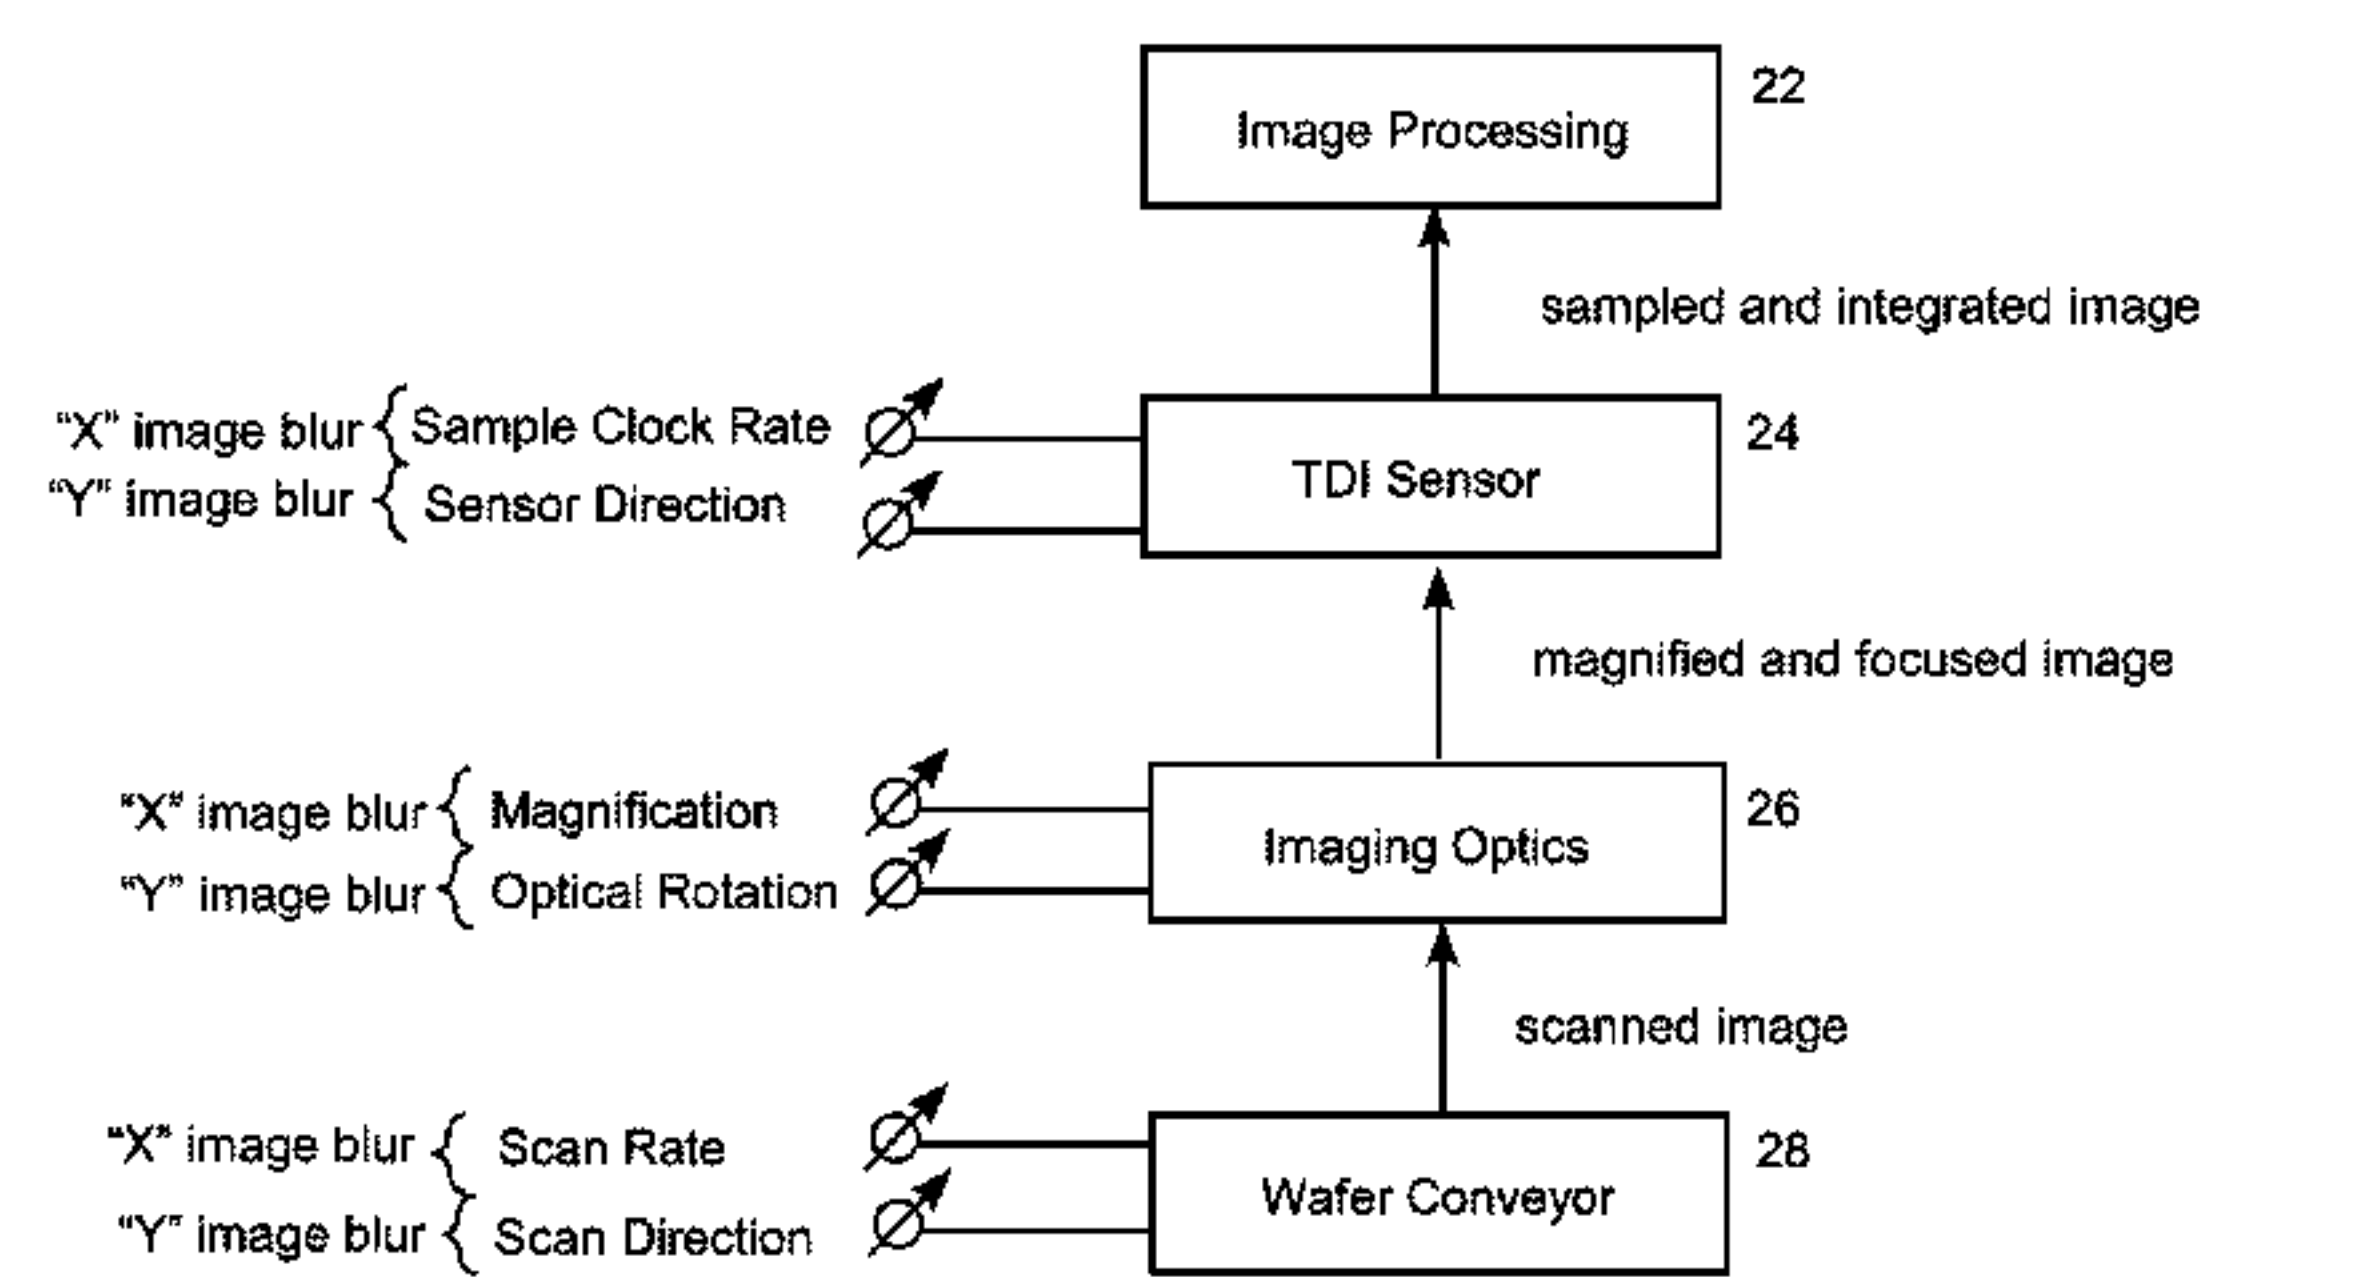 22
Image Processing
sampled and integrated image
“X” image blur { Sample Clock Rate
24
“Y” image blur { Sensor Direction
TDI Sensor
magnified and focused image
“X” image blur { Magnification
26
Imaging Optics
“Y” image blur { Optical Rotation
scanned image
“X” image blur { Scan Rate
28
Wafer Conveyor
“Y” image blur { Scan Direction